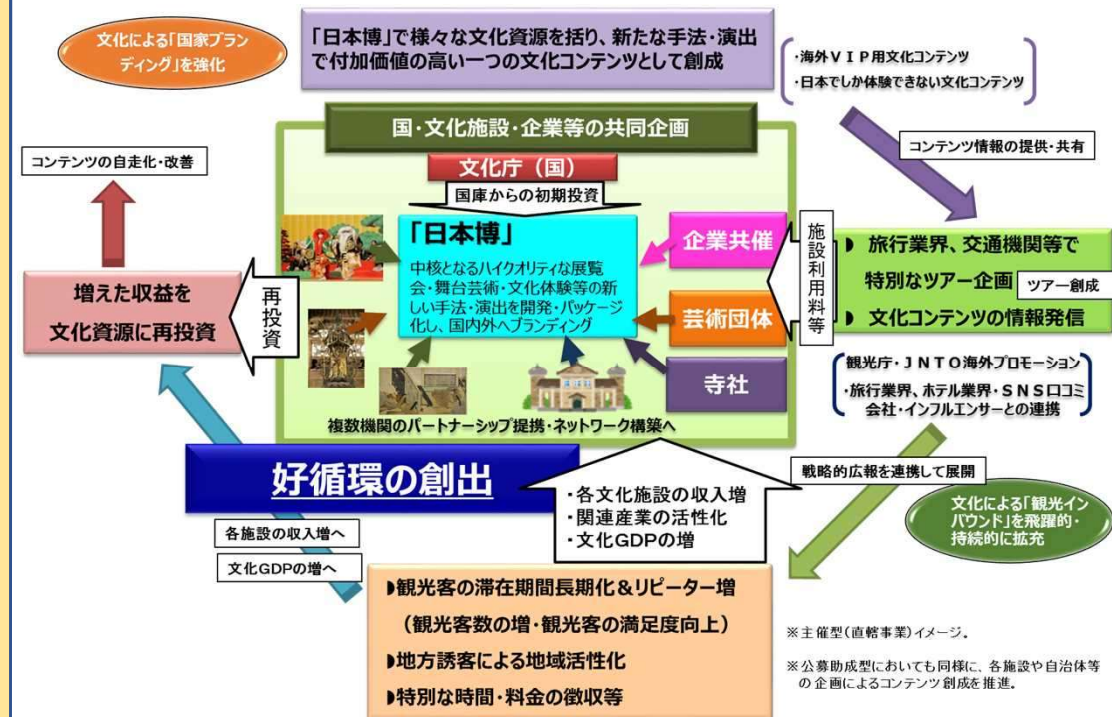 文化による「国家ブラン
ディング」を強化
「日本博」で様々な文化資源を括り、新たな手法・演出
で付加価値の高い一つの文化コンテンツとして創成
・海外ＶＩＰ用文化コンテンツ
・日本でしか体験できない文化コンテンツ
国・文化施設・企業等の共同企画
コンテンツの自走化・改善
コンテンツ情報の提供・共有
文化庁（国）
国庫からの初期投資
「日本博」
中核となるハイクオリティな展覧
会・舞台芸術・文化体験等の新
しい手法・演出を開発・パッケージ
化し、国内外へブランディング
企業共催
芸術団体
寺社
施設利用料等
旅行業界、交通機関等で
特別なツアー企画
ツアー創成
文化コンテンツの情報発信
増えた収益を
文化資源に再投資
再投資
観光庁・ＪＮＴＯ海外プロモーション
・旅行業界、ホテル業界・ＳＮＳ口コミ
会社・インフルエンサーとの連携
複数機関のパートナーシップ提携・ネットワーク構築へ
好循環の創出
戦略的広報を連携して展開
・各文化施設の収入増
・関連産業の活性化
・文化GDPの増
文化による「観光イン
バウンド」を飛躍的・
持続的に拡充
各施設の収入増へ
文化GDPの増へ
観光客の滞在期間長期化＆リピーター増
（観光客数の増・観光客の満足度向上）
地方誘客による地域活性化
特別な時間・料金の徴収等
※主催型(直轄事業)イメージ。
※公募助成型においても同様に、各施設や自治体等
の企画によるコンテンツ創成を推進。